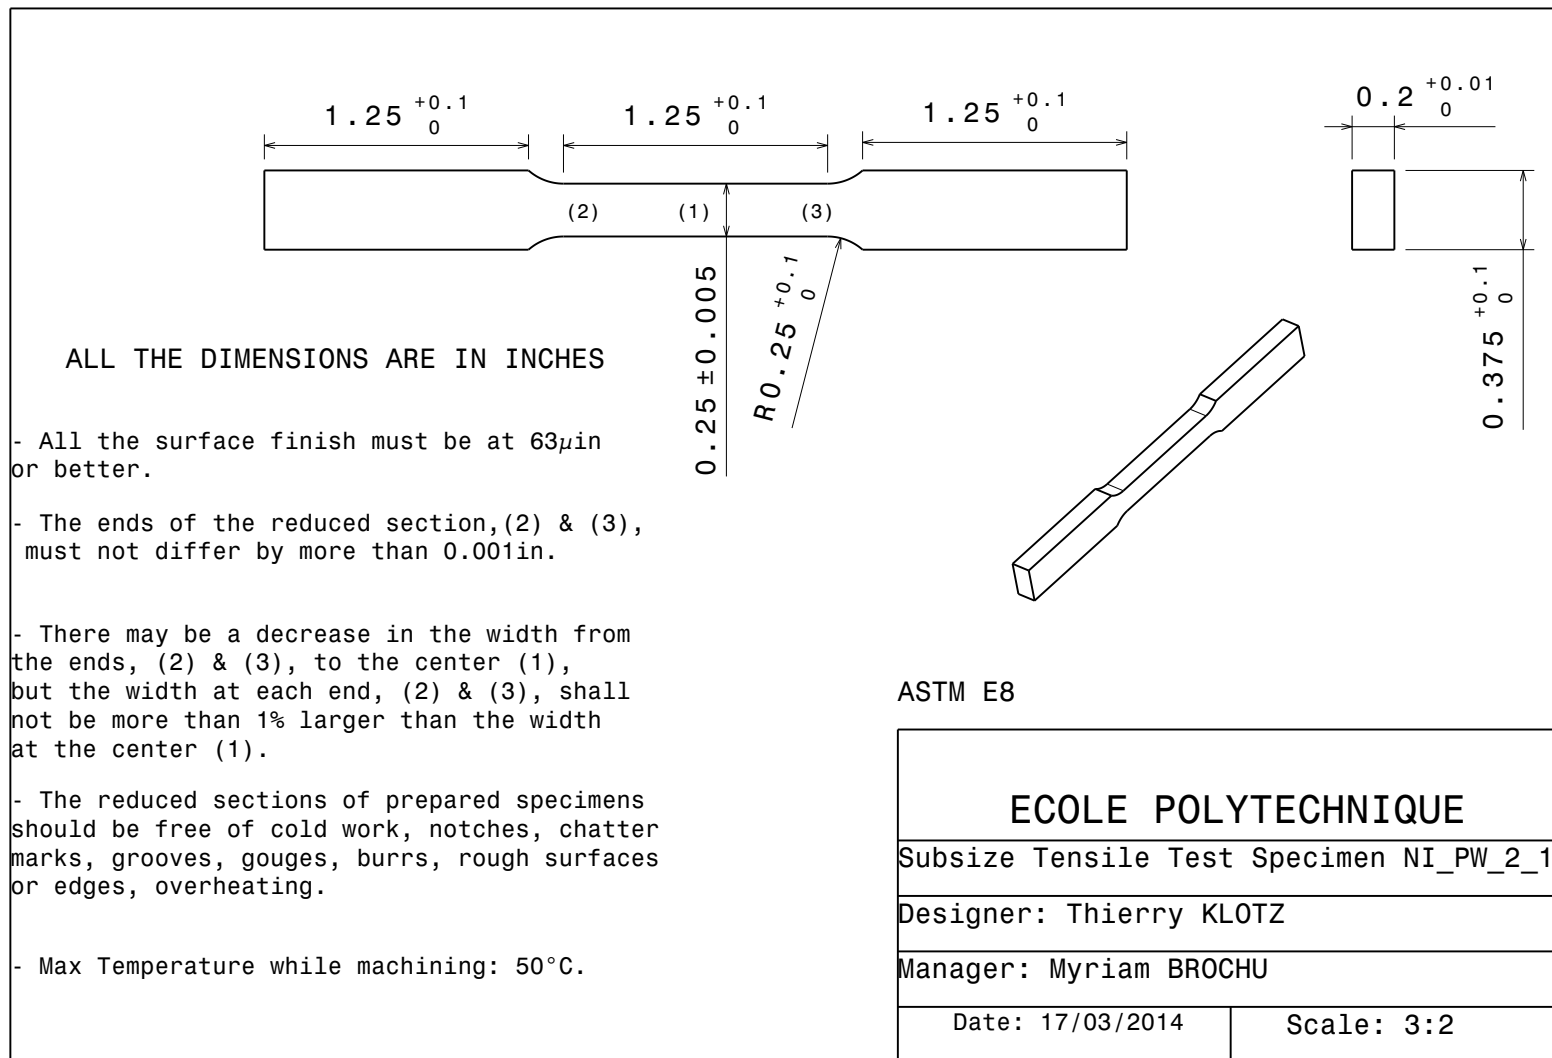 1.25 +0.1 0
1.25 +0.1 0
1.25 +0.1 0
0.2 +0.01 0
(2)
(1)
(3)
0.25 ±0.005
R0.25 +0.1 0
0.375 +0.1 0
ALL THE DIMENSIONS ARE IN INCHES
- All the surface finish must be at 63µin
or better.
- The ends of the reduced section,(2) & (3),
must not differ by more than 0.001in.
- There may be a decrease in the width from
the ends, (2) & (3), to the center (1),
but the width at each end, (2) & (3), shall
not be more than 1% larger than the width
at the center (1).
- The reduced sections of prepared specimens
should be free of cold work, notches, chatter
marks, grooves, gouges, burrs, rough surfaces
or edges, overheating.
- Max Temperature while machining: 50°C.
ASTM E8
ECOLE POLYTECHNIQUE
Subsize Tensile Test Specimen NI_PW_2_1
Designer: Thierry KLOTZ
Manager: Myriam BROCHU
Date: 17/03/2014
Scale: 3:2